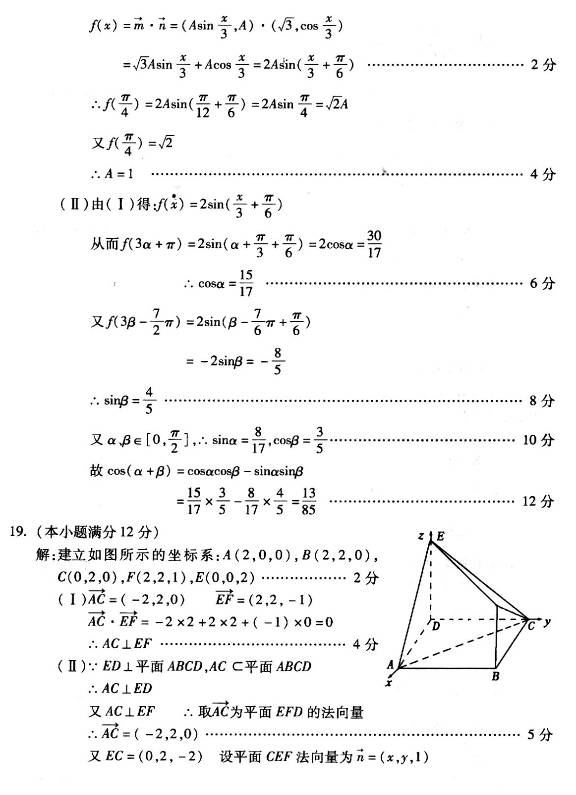 f(x) = m⃗ · n⃗ = (Asin x/3, A) · (√3, cos x/3)
= √3Asin x/3 + Acos x/3 = 2Asin(x/3 + π/6) …………………… 2 分
∴ f(π/4) = 2Asin(π/12 + π/6) = 2Asin π/4 = √2A
又 f(π/4) = √2
∴ A = 1 …………………… 4 分
(Ⅱ)由(Ⅰ)得:f(x) = 2sin(x/3 + π/6)
从而 f(3α + π) = 2sin(α + π/3 + π/6) = 2cosα = 30/17
∴ cosα = 15/17 …………………… 6 分
又 f(3β − 7/2 π) = 2sin(β − 7/6 π + π/6)
= −2sinβ = −8/5
∴ sinβ = 4/5 …………………… 8 分
又 α、β∈[0, π/2], ∴ sinα = 8/17, cosβ = 3/5 …………………… 10 分
故 cos(α + β) = cosαcosβ − sinαsinβ
= 15/17 × 3/5 − 8/17 × 4/5 = 13/85 …………………… 12 分
19. (本小题满分 12 分)
解:建立如图所示的坐标系:A(2,0,0),B(2,2,0),
C(0,2,0),F(2,2,1),E(0,0,2) ……………… 2 分
(Ⅰ)AC⃗ = (−2,2,0) EF⃗ = (2,2,−1)
AC⃗ · EF⃗ = −2×2+2×2+(−1)×0=0
∴ AC⊥EF …………………… 4 分
(Ⅱ)∵ ED⊥平面 ABCD,AC⊂平面 ABCD
∴ AC⊥ED
又 AC⊥EF ∴ 取AC⃗为平面 EFD 的法向量
∴ AC⃗ = (−2,2,0) …………………… 5 分
又 EC = (0,2,−2) 设平面 CEF 法向量为 n⃗ = (x,y,1)
z E
D C y
A
x B